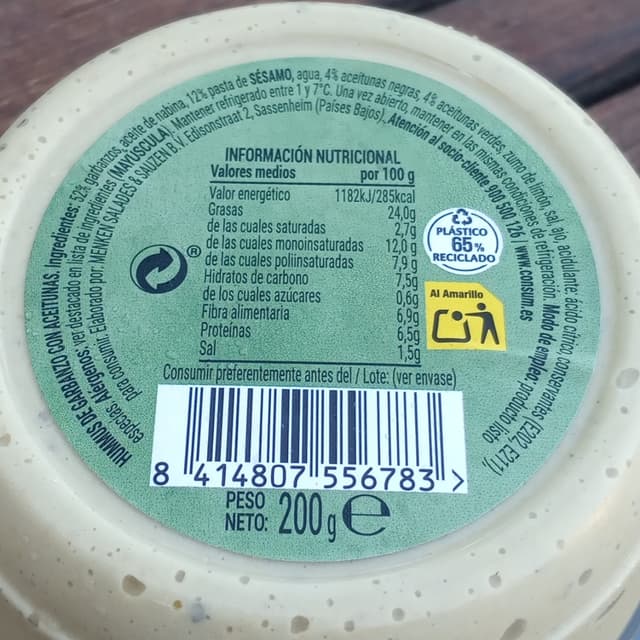 HUMMUS DE GARBANZO CON ACEITUNAS. Ingredientes: 52% garbanzos, aceite de nabina, 12% pasta de SÉSAMO, agua, 4% aceitunas negras, 4% aceitunas verdes, zumo de limón, sal, ajo, acidulante: ácido cítrico, conservantes (E202, E211),
especias. Alérgenos: ver destacado en lista de ingredientes (MAYÚSCULA). Mantener refrigerado entre 1 y 7°C. Una vez abierto, mantener en las mismas condiciones de refrigeración. Modo de empleo: producto listo
para consumir. Elaborado por: MENKEN SALADES & SAUZEN B.V. Edisonstraat 2, Sassenheim (Países Bajos). Atención al socio-cliente 900 500 126. www.consum.es
INFORMACIÓN NUTRICIONAL
Valores medios por 100 g
Valor energético 1182kJ/285kcal
Grasas 24,0g
de las cuales saturadas 2,7g
de las cuales monoinsaturadas 12,0 g
de las cuales poliinsaturadas 7,9 g
Hidratos de carbono 7,5g
de los cuales azúcares 0,6g
Fibra alimentaria 6,9g
Proteínas 6,5g
Sal 1,5g
®
PLÁSTICO
65%
RECICLADO
Al Amarillo
Consumir preferentemente antes del / Lote: (ver envase)
8 414807 556783 >
PESO
NETO: 200 g e